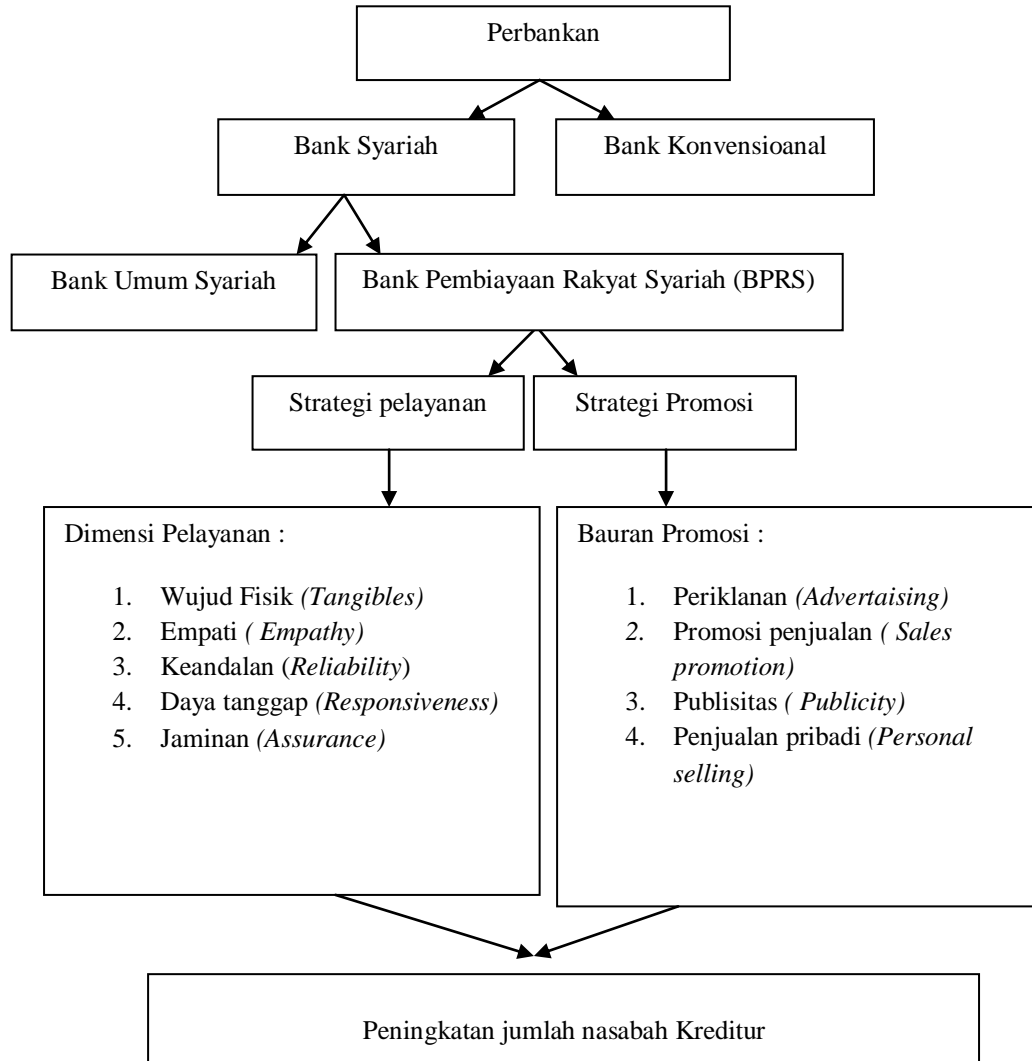 Perbankan
Bank Syariah
Bank Konvensioanal
Bank Umum Syariah
Bank Pembiayaan Rakyat Syariah (BPRS)
Strategi pelayanan
Strategi Promosi
Dimensi Pelayanan :
1. Wujud Fisik (Tangibles)
2. Empati ( Empathy)
3. Keandalan (Reliability)
4. Daya tanggap (Responsiveness)
5. Jaminan (Assurance)
Bauran Promosi :
1. Periklanan (Advertaising)
2. Promosi penjualan ( Sales
promotion)
3. Publisitas ( Publicity)
4. Penjualan pribadi (Personal
selling)
Peningkatan jumlah nasabah Kreditur